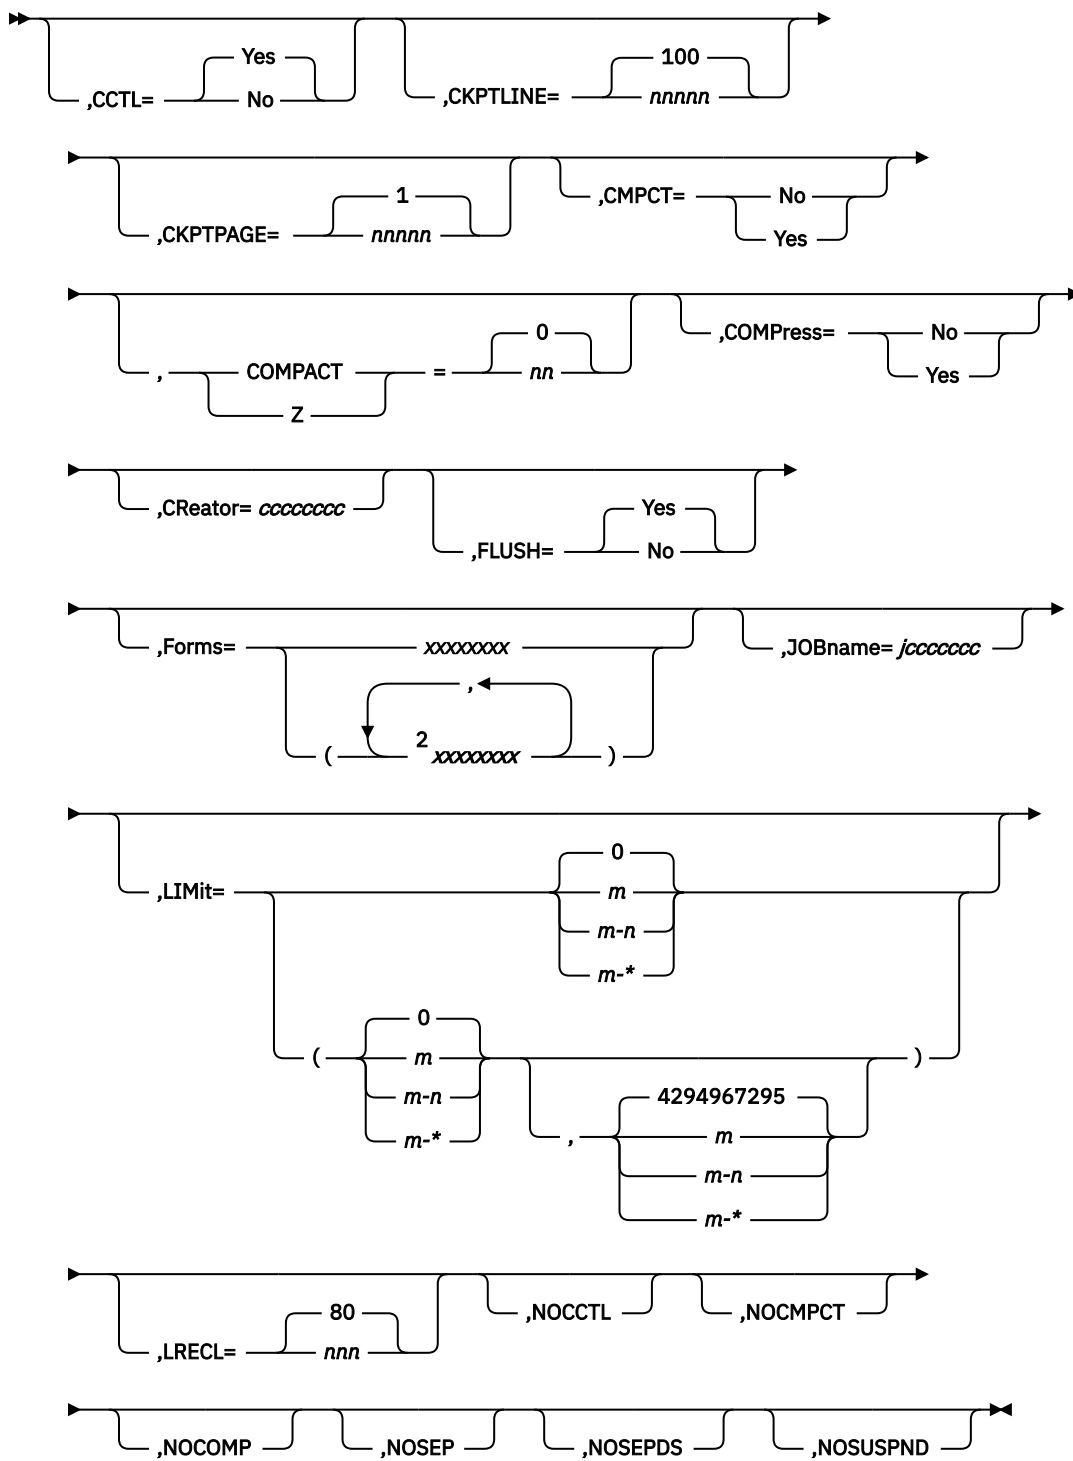 Yes
,CCTL= No
100
,CKPTLINE= nnnnn
1
,CKPTPAGE= nnnnn
,CMPCT= No
Yes
0
, COMPACT = nn
Z
,COMPress= No
Yes
,CReator= cccccccc
Yes
,FLUSH= No
,Forms= xxxxxxxx
,
( 2 xxxxxxxx )
,JOBname= jccccccc
0
,LIMit= m
m-n
m-*
0
( m )
m-n
m-*
4294967295
, m
m-n
m-*
80
,LRECL= nnn
,NOCCTL
,NOCMPCT
,NOCOMP
,NOSEP
,NOSEPDS
,NOSUSPND